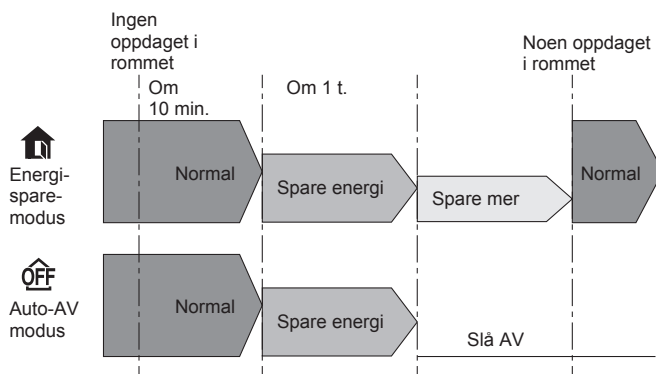 Ingen
oppdaget i
rommet
Noen oppdaget
i rommet
Om
10 min.
Om 1 t.
Energi-
spare-
modus
Normal
Spare energi
Spare mer
Normal
OFF
Auto-AV
modus
Normal
Spare energi
Slå AV